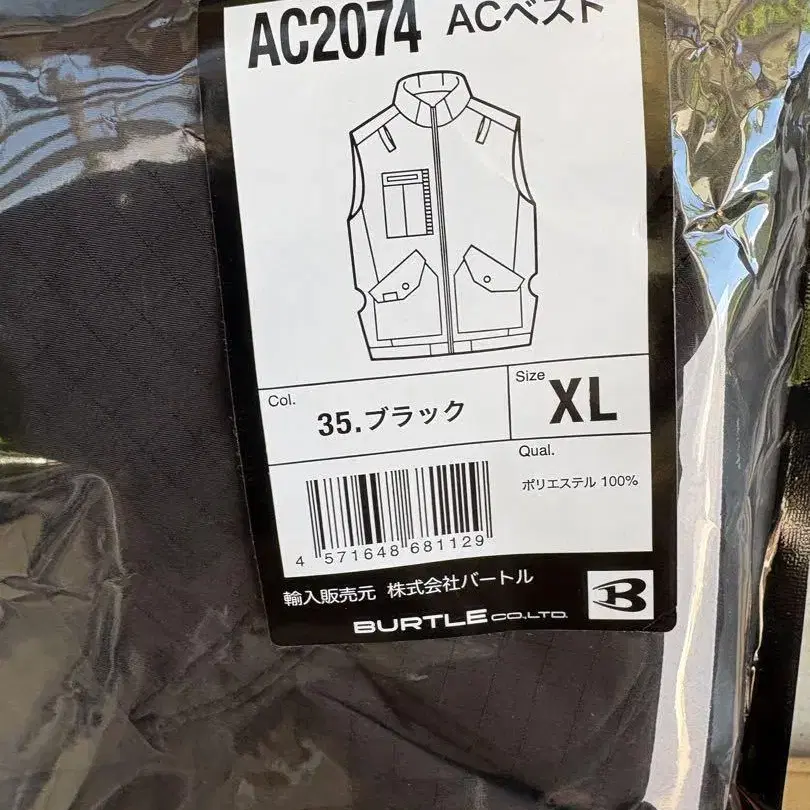 AC2074 ACベスト
Col.
35.ブラック
Size
XL
Qual.
ポリエステル 100%
4 571648 681129
輸入販売元 株式会社バートル
BURTLE CO.,LTD.
B